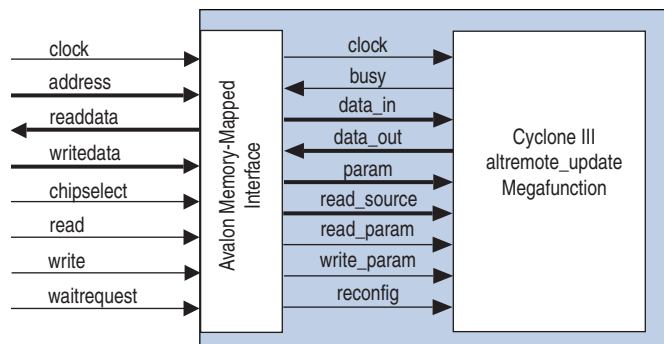 clock
address
readdata
writedata
chipselect
read
write
waitrequest
Avalon Memory-Mapped
Interface
clock
busy
data_in
data_out
param
read_source
read_param
write_param
reconfig
Cyclone III
altremote_update
Megafunction